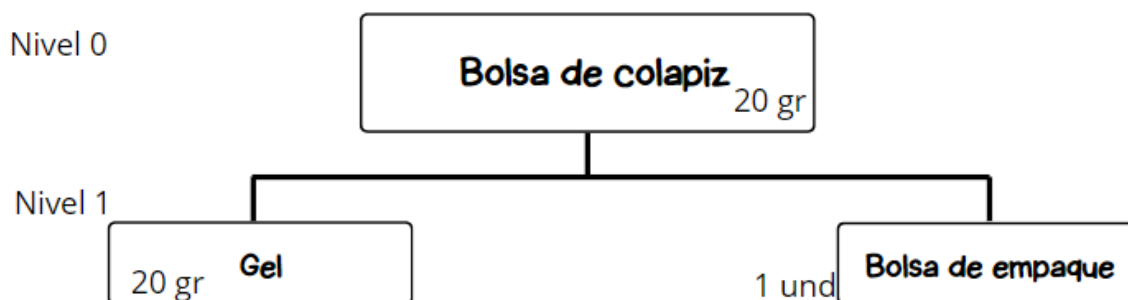 Nivel 0
Bolsa de colapiz
20 gr
Nivel 1
Gel
20 gr
Bolsa de empaque
1 und